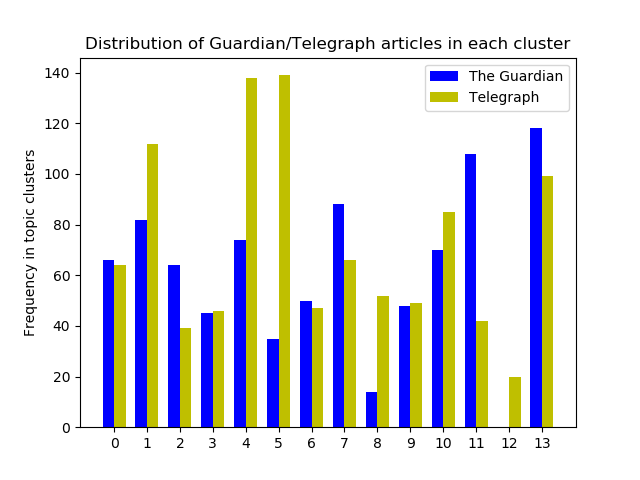 Distribution of Guardian/Telegraph articles in each cluster
The Guardian
Telegraph
Frequency in topic clusters
140
120
100
80
60
40
20
0
0 1 2 3 4 5 6 7 8 9 10 11 12 13